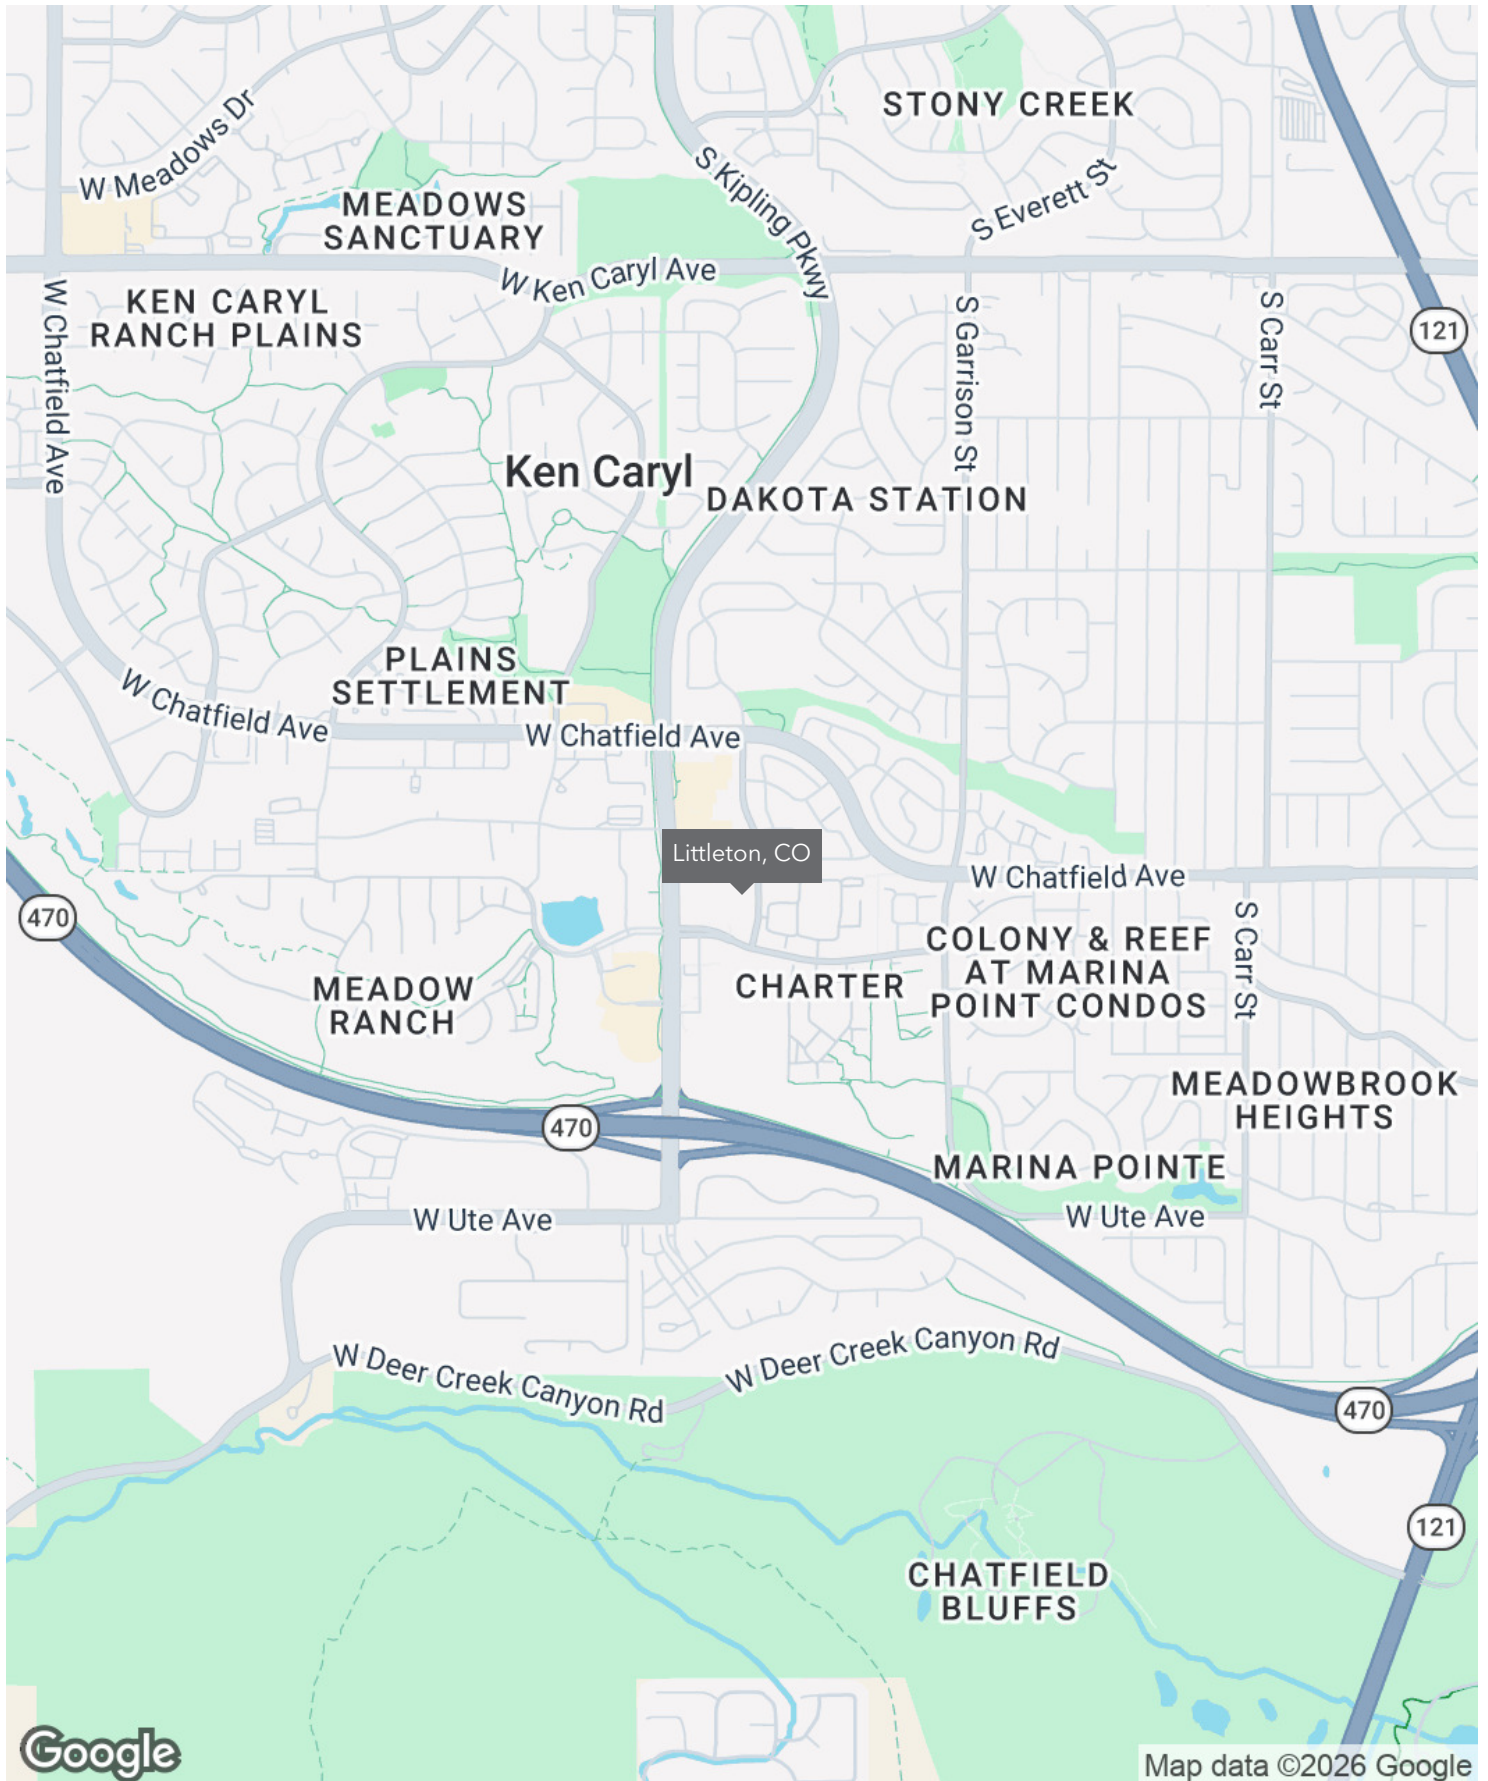 STONY CREEK
W Meadows Dr
S Kipling Pkwy
S Everett St
MEADOWS
SANCTUARY
W Ken Caryl Ave
W Chatfield Ave
KEN CARYL
RANCH PLAINS
S Garrison St
S Carr St
121
Ken Caryl
DAKOTA STATION
PLAINS
SETTLEMENT
W Chatfield Ave
W Chatfield Ave
Littleton, CO
W Chatfield Ave
470
S Carr St
COLONY & REEF
AT MARINA
POINT CONDOS
MEADOW
RANCH
CHARTER
MEADOWBROOK
HEIGHTS
470
MARINA POINTE
W Ute Ave
W Ute Ave
W Deer Creek Canyon Rd
W Deer Creek Canyon Rd
470
121
CHATFIELD
BLUFFS
Google
Map data ©2026 Google